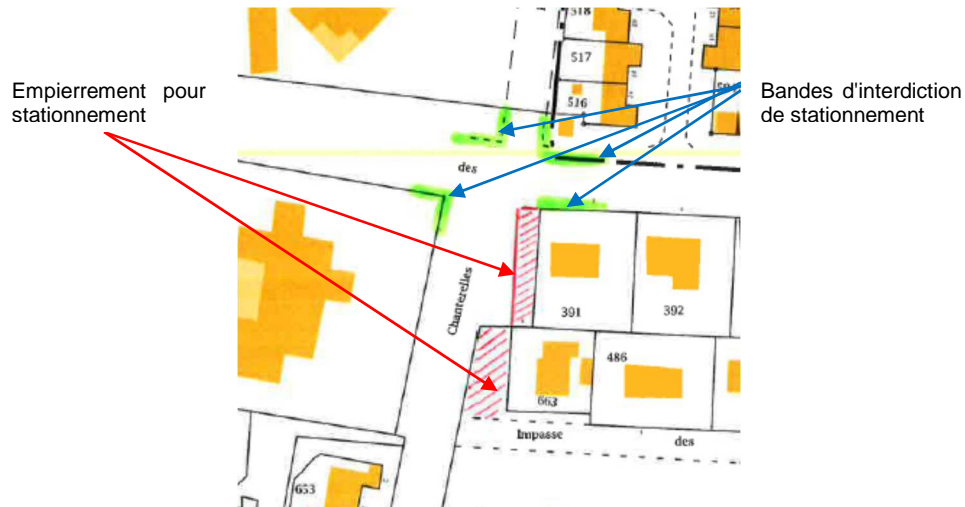 Empierrement pour
stationnement
Bandes d'interdiction
de stationnement
518
517
516
des
Chanterelles
391
392
486
663
Impasse
des
653